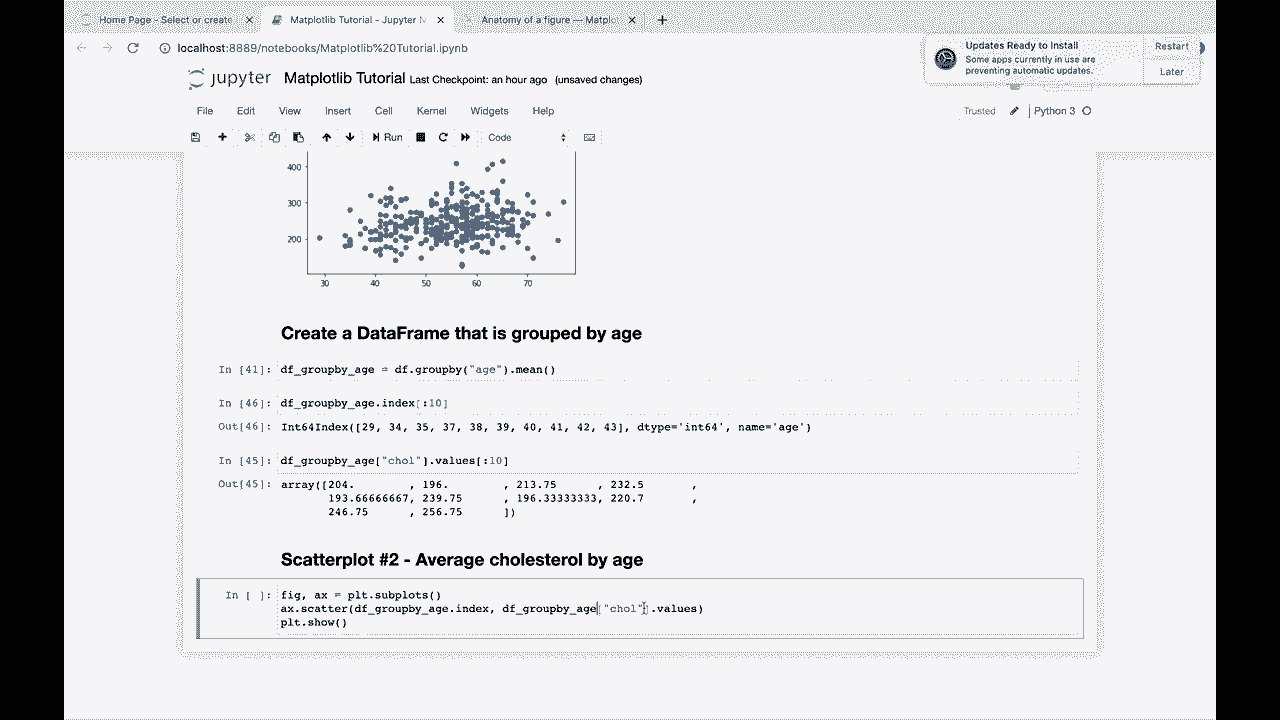 Home Page - Select or create
Matplotlib Tutorial - Jupyter N
Anatomy of a figure — Matplo
localhost:8889/notebooks/Matplotlib%20Tutorial.ipynb
Updates Ready to Install
Some apps currently in use are
preventing automatic updates.
Restart
Later
jupyter Matplotlib Tutorial Last Checkpoint: an hour ago (unsaved changes)
File Edit View Insert Cell Kernel Widgets Help
Trusted Python 3
Run Code
400
300
200
30 40 50 60 70
Create a DataFrame that is grouped by age
In [41]: df_groupby_age = df.groupby("age").mean()
In [46]: df_groupby_age.index[:10]
Out[46]: Int64Index([29, 34, 35, 37, 38, 39, 40, 41, 42, 43], dtype='int64', name='age')
In [45]: df_groupby_age["chol"].values[:10]
Out[45]: array([204. , 196. , 213.75 , 232.5 ,
193.66666667, 239.75 , 196.33333333, 220.7 ,
246.75 , 256.75 ])
Scatterplot #2 - Average cholesterol by age
In [ ]: fig, ax = plt.subplots()
ax.scatter(df_groupby_age.index, df_groupby_age["chol"].values)
plt.show()